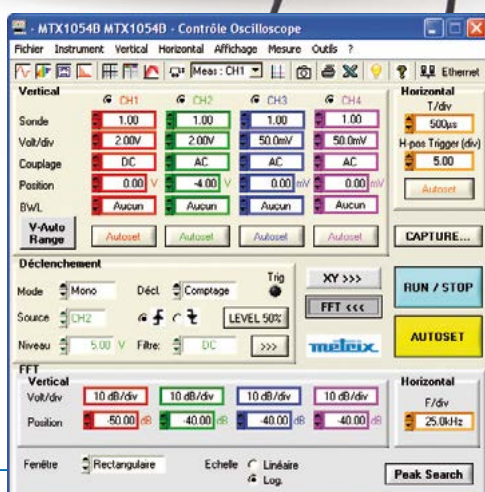 - MTX1054B MTX1054B - Contrôle Oscilloscope
Fichier Instrument Vertical Horizontal Affichage Mesure Outils ?
Meas : CH1 Ethernet
Vertical
CH1 CH2 CH3 CH4
Sonde 1.00 1.00 1.00 1.00
Volt/div 2.00V 2.00V 50.0mV 50.0mV
Couplage DC AC AC AC
Position 0.00 V -4.00 V 0.00 mV 0.00 mV
BWL Aucun Aucun Aucun Aucun
V-Auto Range Autoset Autoset Autoset Autoset
Horizontal
T/div
500µs
H-pos Trigger (div)
5.00
Autoset
CAPTURE...
Déclenchement
Trig
Mode Mono Décl. Comptage
Source CH2 LEVEL 50%
Niveau 5.00 V Filtre: DC >>>
XY >>>
FFT <<<
metrix
RUN / STOP
AUTOSET
FFT
Vertical
Volt/div 10 dB/div 10 dB/div 10 dB/div 10 dB/div
Position -50.00 dB -40.00 dB -40.00 dB -40.00 dB
Horizontal
F/div
25.0kHz
Fenêtre Rectangulaire Echelle Linéaire
Log.
Peak Search